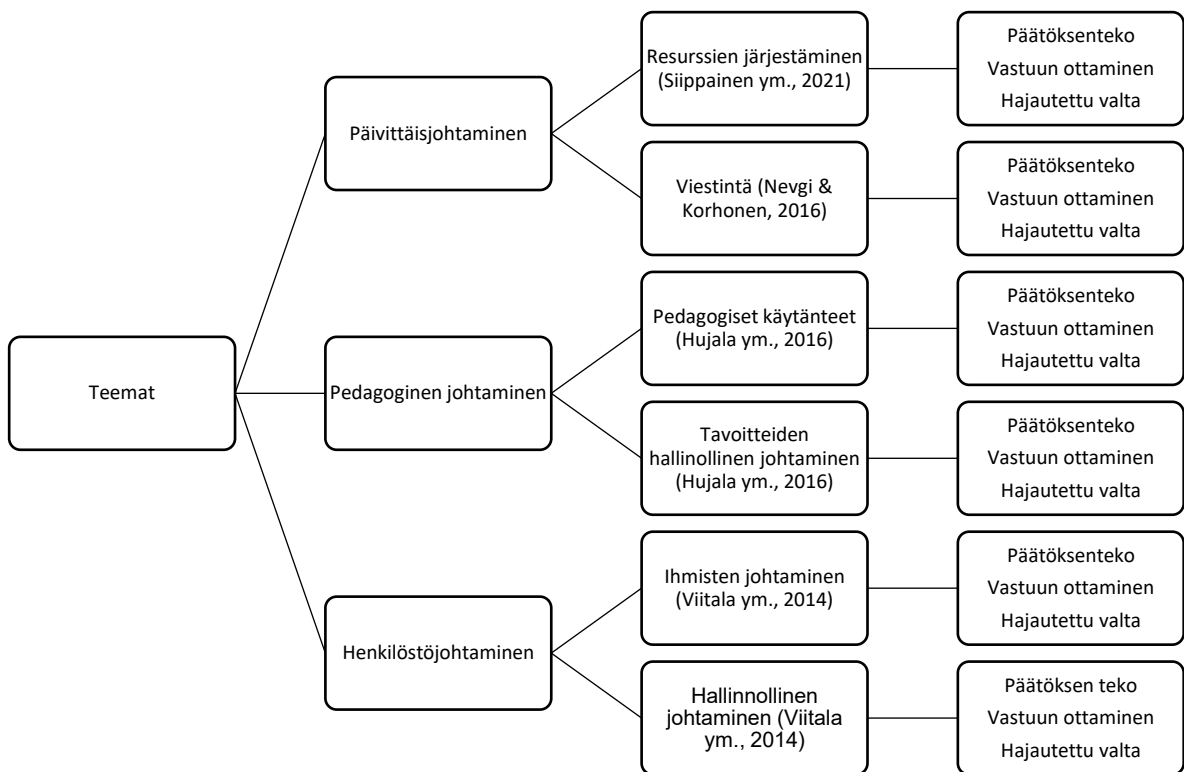 Teemat
Päivittäisjohtaminen
Resurssien järjestäminen
(Siippainen ym., 2021)
Päätöksenteko
Vastuun ottaminen
Hajautettu valta
Viestintä (Nevgi &
Korhonen, 2016)
Päätöksenteko
Vastuun ottaminen
Hajautettu valta
Pedagoginen johtaminen
Pedagogiset käytänteet
(Hujala ym., 2016)
Päätöksenteko
Vastuun ottaminen
Hajautettu valta
Tavoitteiden
hallinollinen johtaminen
(Hujala ym., 2016)
Päätöksenteko
Vastuun ottaminen
Hajautettu valta
Henkilöstöjohtaminen
Ihmisten johtaminen
(Viitala ym., 2014)
Päätöksenteko
Vastuun ottaminen
Hajautettu valta
Hallinnollinen
johtaminen (Viitala
ym., 2014)
Päätöksen teko
Vastuun ottaminen
Hajautettu valta